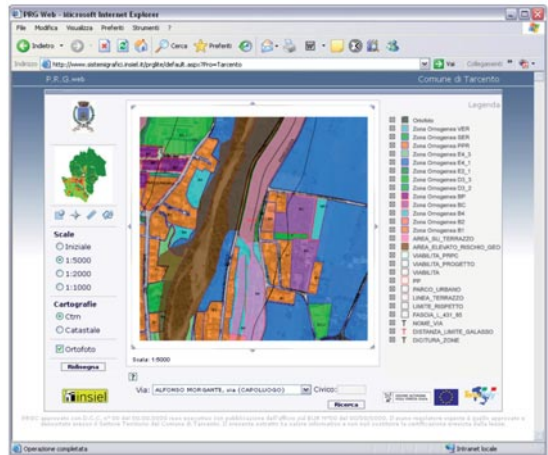 PRG Web - Microsoft Internet Explorer
File Modifica Visualizza Preferiti Strumenti ?
Indietro Cerca Preferiti
Indirizzo http://www.sistemigrafici.insiel.it/prglite/default.aspx?Pro=Tarcento Vai Collegamenti
P.R.G.web Comune di Tarcento
Legenda
Ortofoto
Zona Omogenea VER
Zona Omogenea SER
Zona Omogenea PPR
Zona Omogenea E4_5
Zona Omogenea E4_1
Zona Omogenea E2_1
Zona Omogenea D3_3
Zona Omogenea D3_2
Zona Omogenea BP
Zona Omogenea BC
Zona Omogenea B4
Zona Omogenea B2
Zona Omogenea B1
AREA_SU_TERRAZZO
AREA_ELEVATO_RISCHIO_GEO
VIABILITA_PRPC
VIABILITA_PROGETTO
VIABILITA
PP
PARCO_URBANO
LINEA_TERRAZZO
LIMITE_RISPETTO
FASCIA_L_431_85
T NOME_VIA
T DISTANZA_LIMITE_GALASSO
T DICITURA_ZONE
Scale
Iniziale
1:5000
1:2000
1:1000
Cartografie
Ctrn
Catastale
Ortofoto
Ridisegna
insiel
Scala: 1:5000
?
Via: ALFONSO MORGANTE, via (CAPOLUOGO) Civico:
Ricerca
Operazione completata Intranet locale